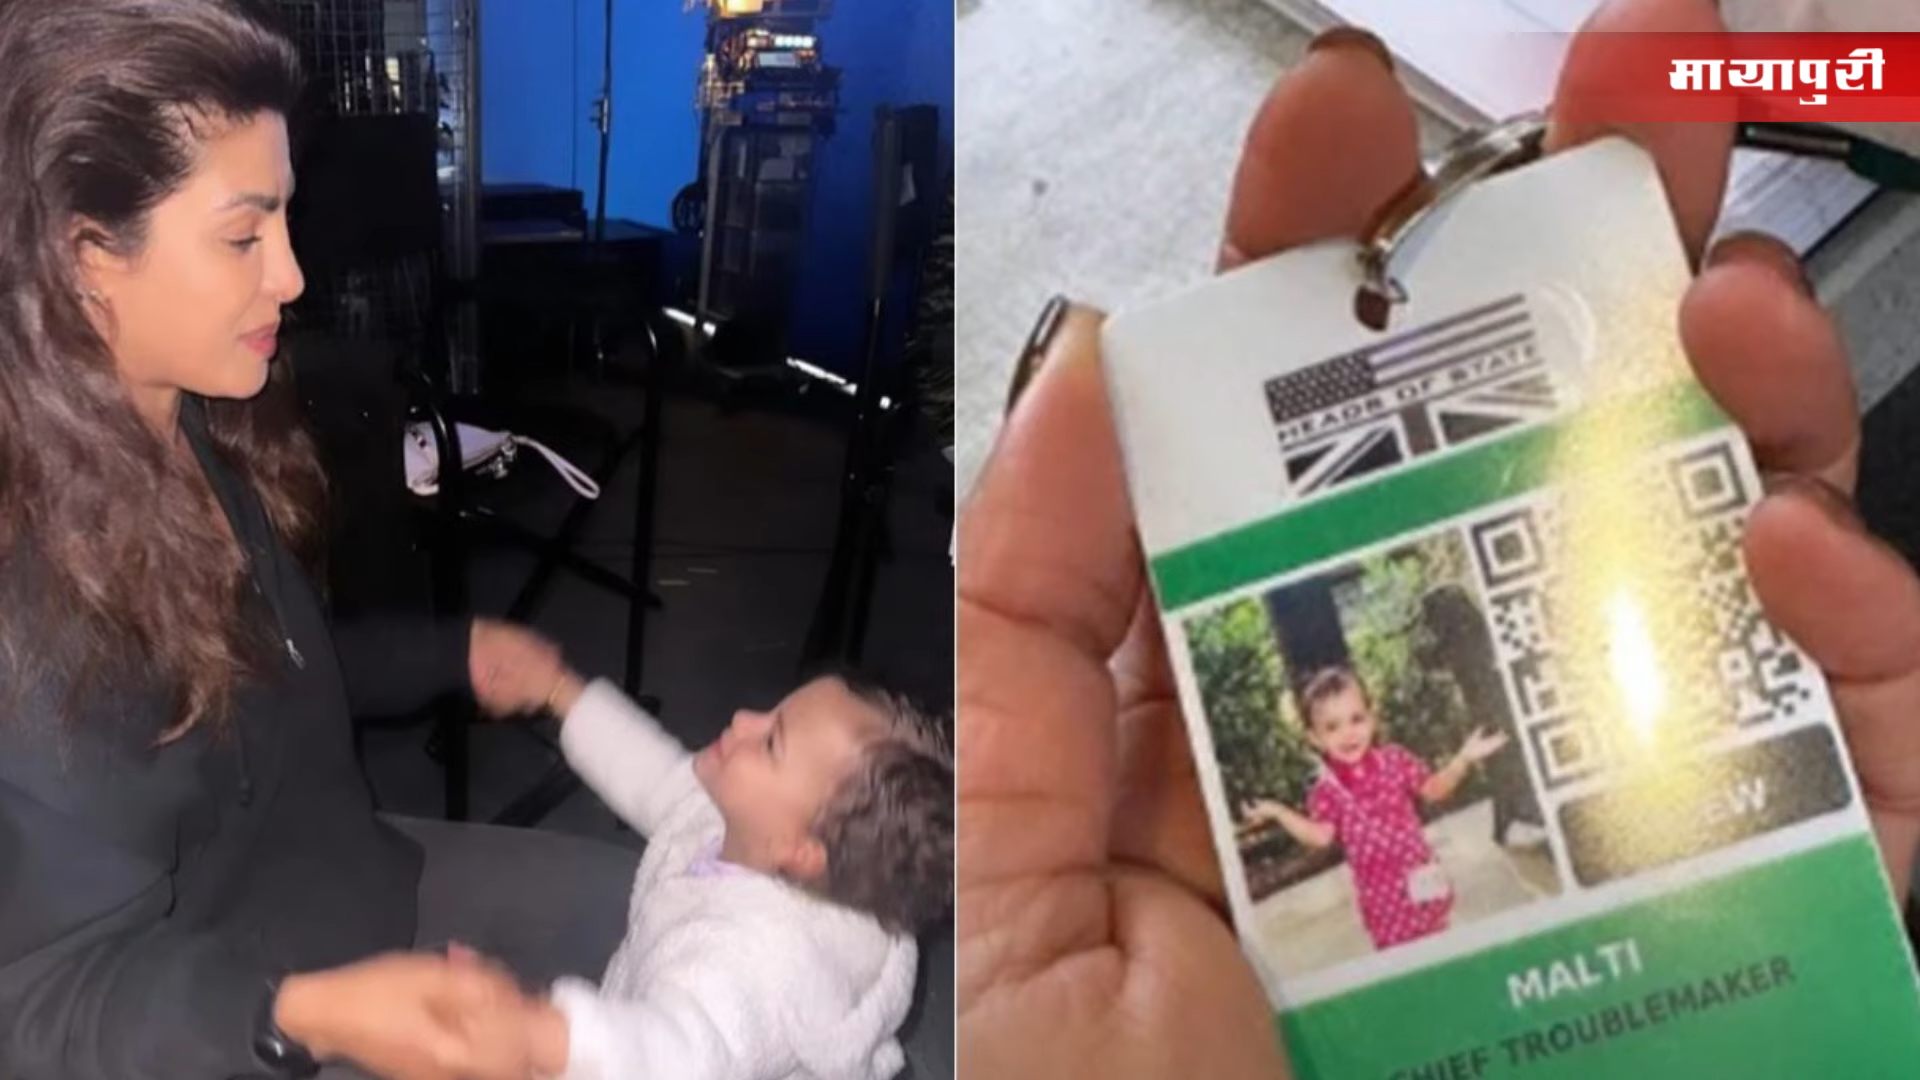 मायापुरी
HEADS OF STATE
MALTI
CHIEF TROUBLEMAKER